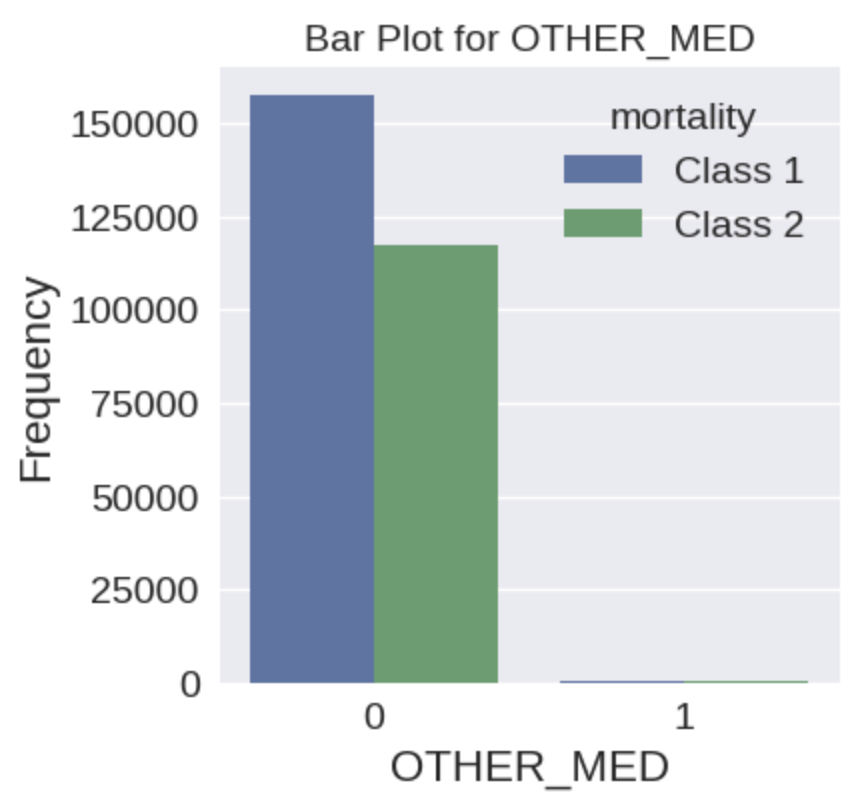 Bar Plot for OTHER_MED
mortality
Class 1
Class 2
Frequency
150000
125000
100000
75000
50000
25000
0
0 1
OTHER_MED